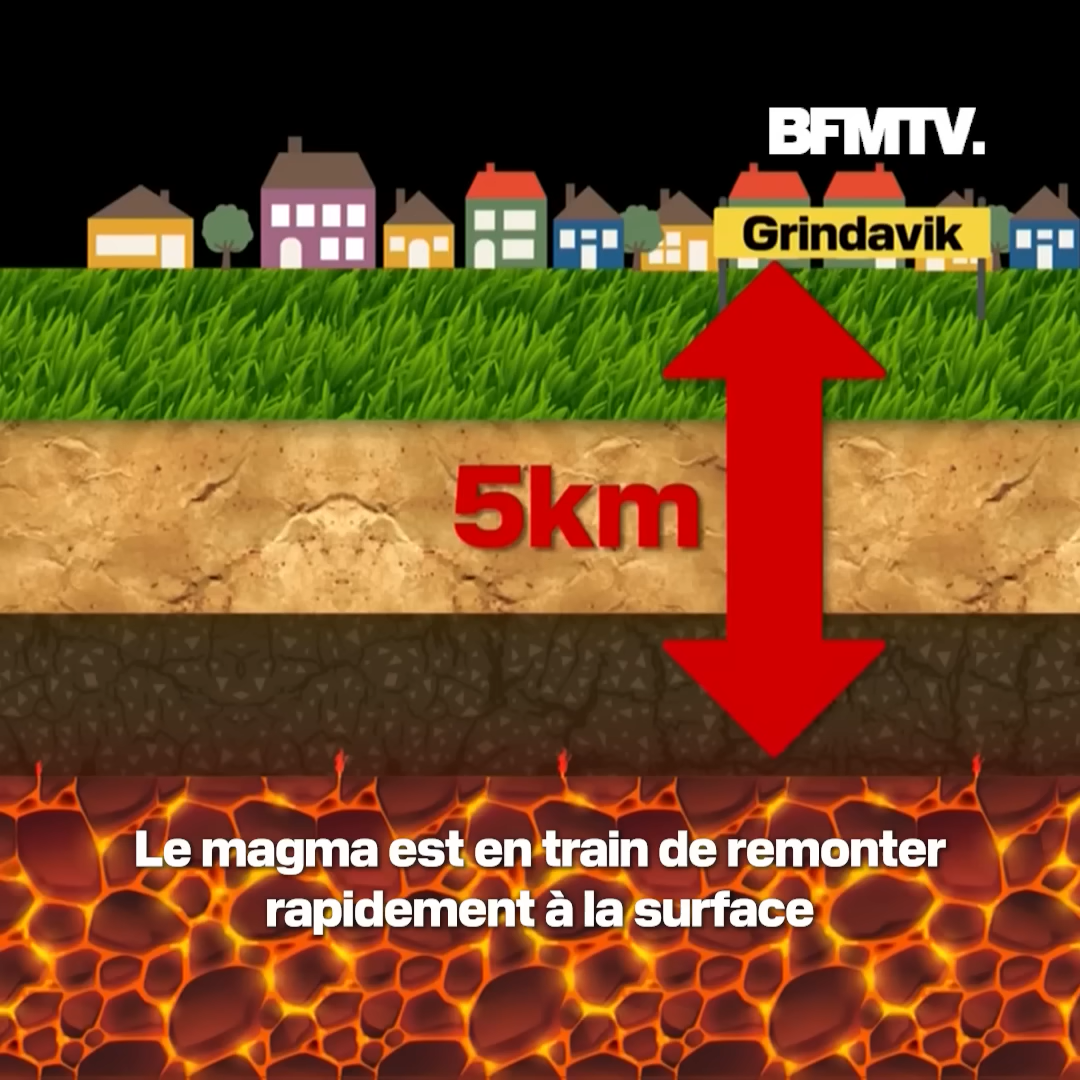 BFMTV.
Grindavik
5km
Le magma est en train de remonter
rapidement à la surface